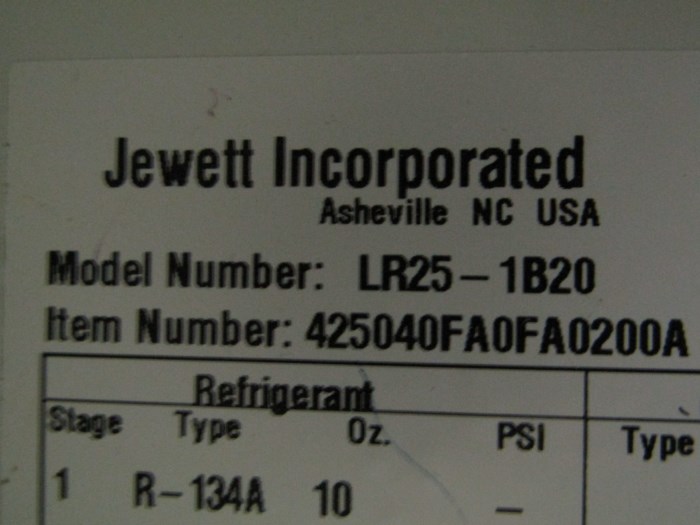 Jewett Incorporated
Asheville NC USA
Model Number: LR25-1B20
Item Number: 425040FA0FA0200A
Refrigerant
Stage Type Oz. PSI Type
1 R-134A 10 -